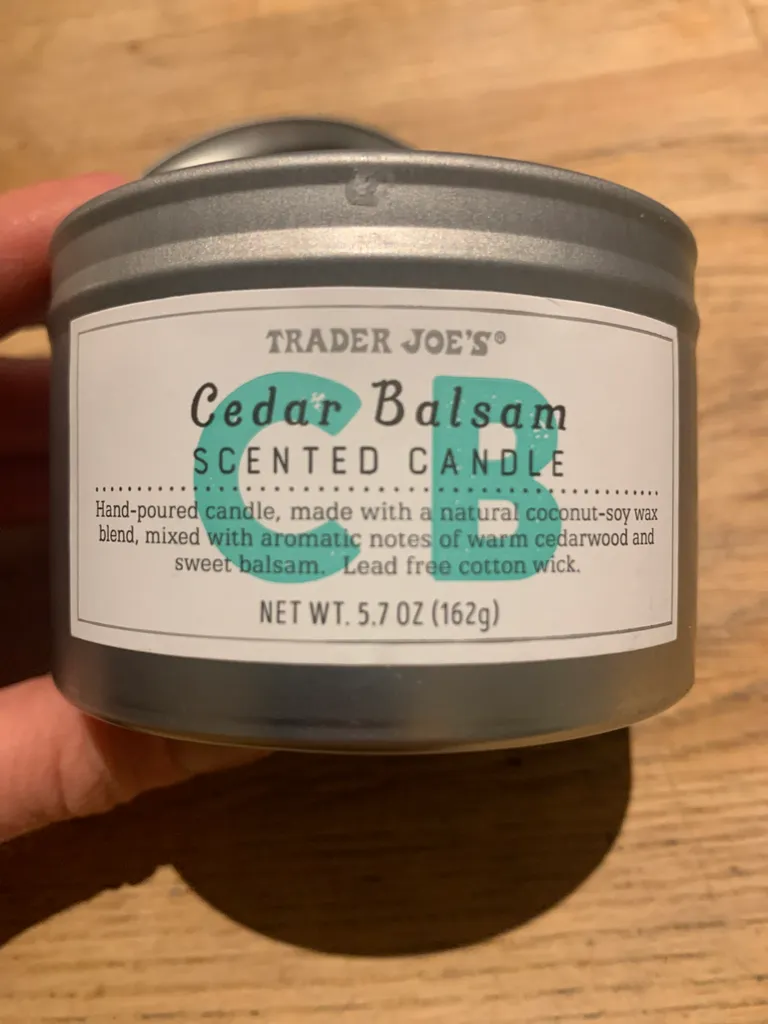 TRADER JOE'S®
CB
Cedar Balsam
SCENTED CANDLE
Hand-poured candle, made with a natural coconut-soy wax
blend, mixed with aromatic notes of warm cedarwood and
sweet balsam. Lead free cotton wick.
NET WT. 5.7 OZ (162g)